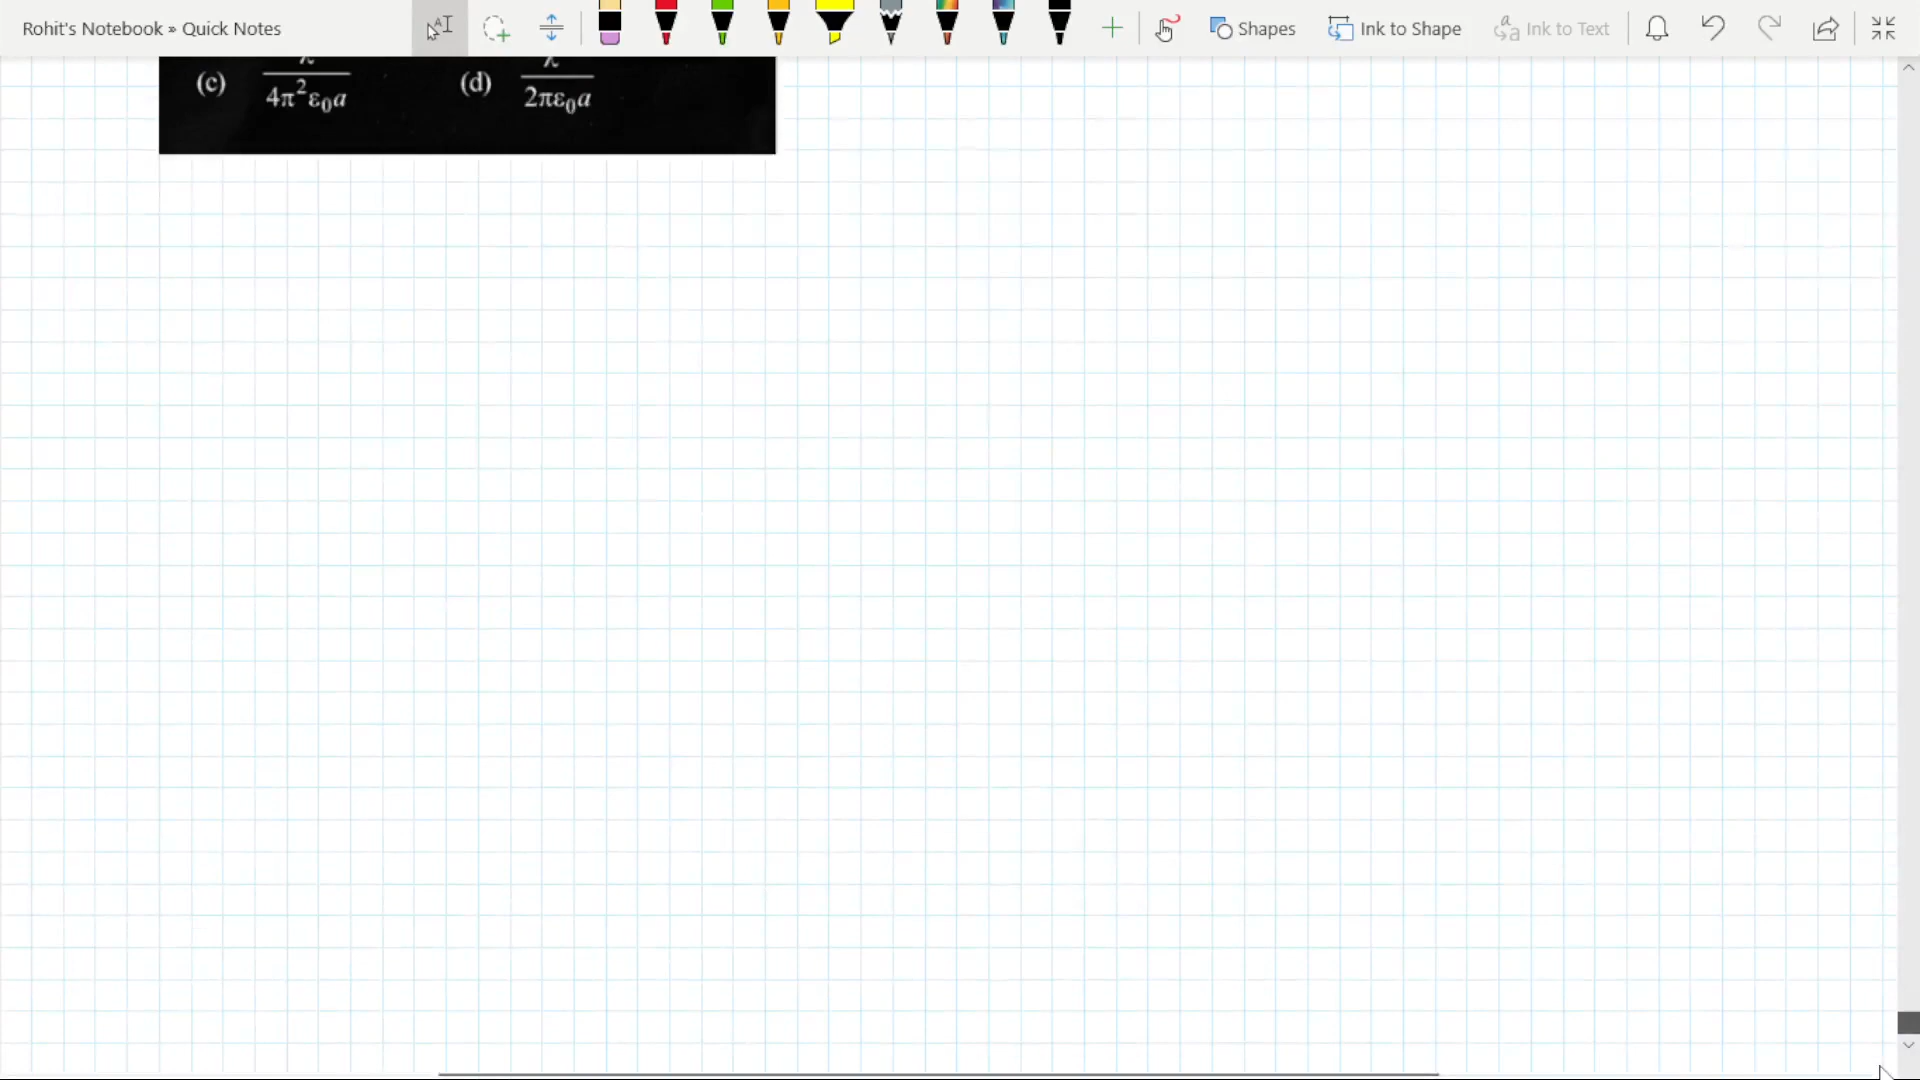 Rohit's Notebook » Quick Notes
Shapes
Ink to Shape
Ink to Text
(c) λ/4π²ε₀a (d) λ/2πε₀a